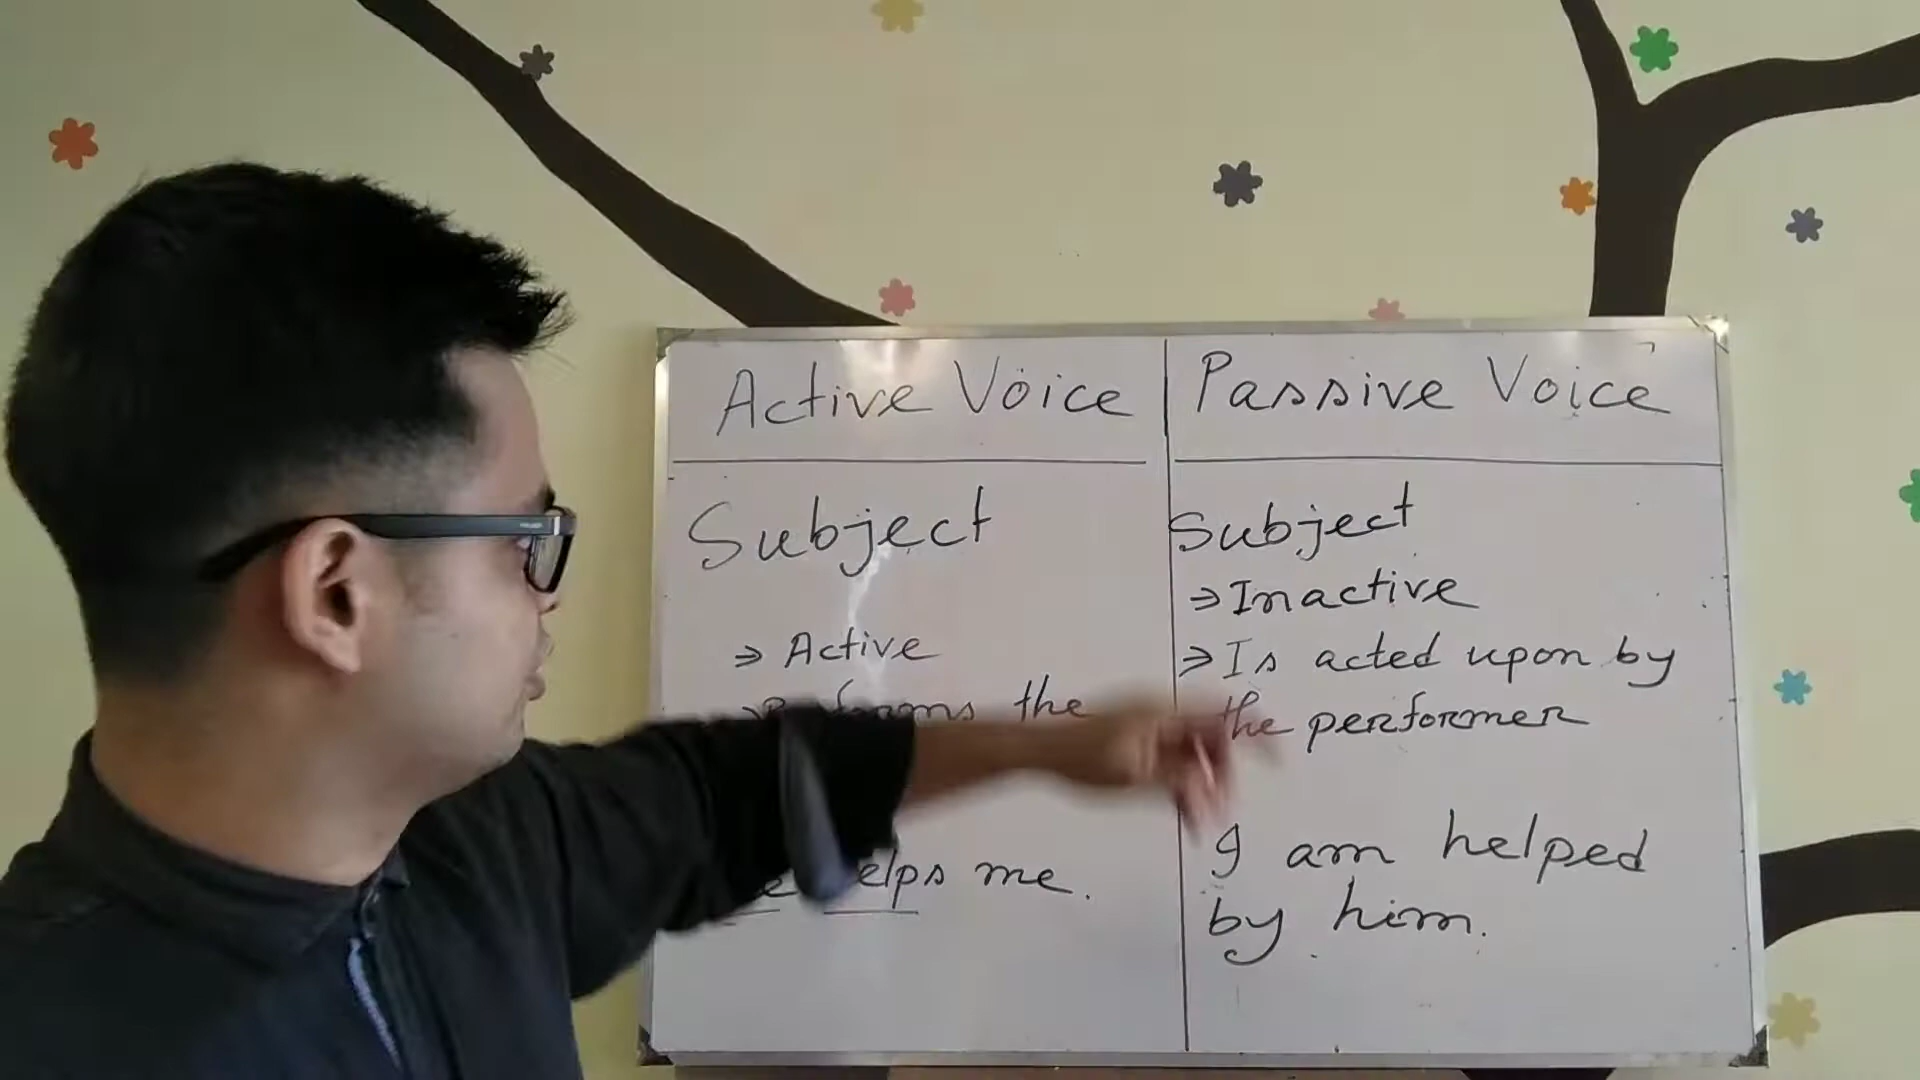 Active Voice
Passive Voice
Subject
⇒ Active
the
helps me.
Subject
⇒ Inactive
⇒ Is acted upon by
the performer
I am helped
by him.